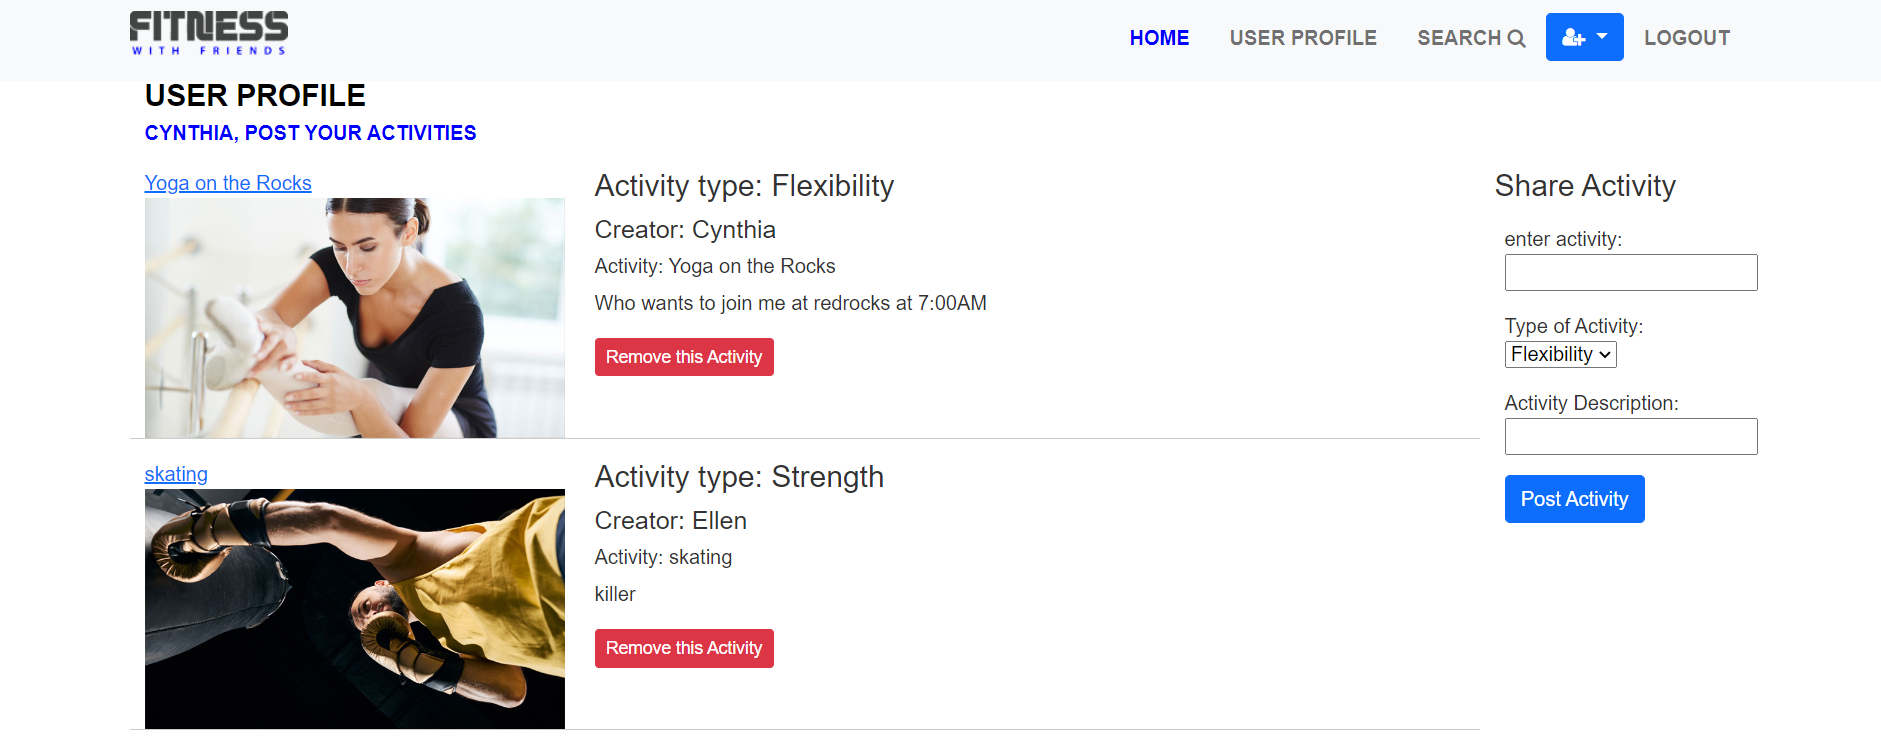 FITNESS
WITH FRIENDS
HOME
USER PROFILE
SEARCH
LOGOUT
USER PROFILE
CYNTHIA, POST YOUR ACTIVITIES
Yoga on the Rocks
Activity type: Flexibility
Creator: Cynthia
Activity: Yoga on the Rocks
Who wants to join me at redrocks at 7:00AM
Remove this Activity
skating
Activity type: Strength
Creator: Ellen
Activity: skating
killer
Remove this Activity
Share Activity
enter activity:
Type of Activity:
Flexibility
Activity Description:
Post Activity